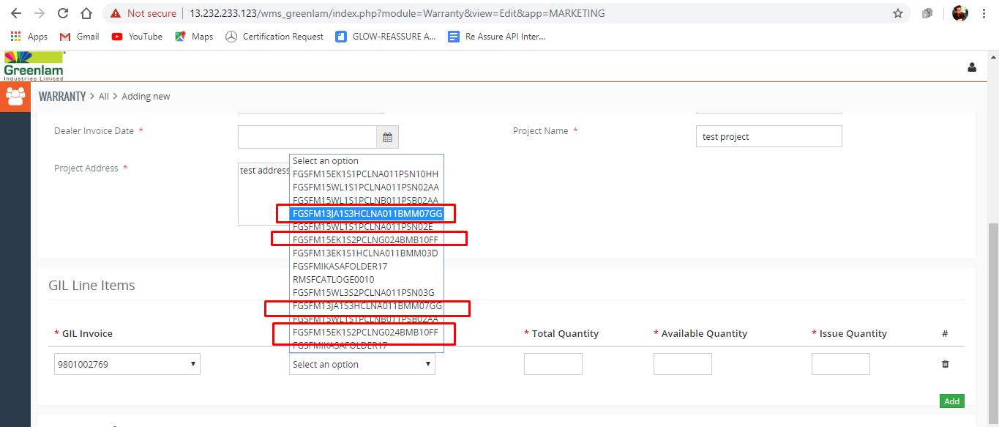 Not secure 13.232.233.123/wms_greenlam/index.php?module=Warranty&view=Edit&app=MARKETING
Apps Gmail YouTube Maps Certification Request GLOW-REASSURE A... Re Assure API Inter...
Greenlam
Industries Limited
WARRANTY > All > Adding new
Dealer Invoice Date *
Project Name * test project
Project Address * test address
Select an option
FGSFM15EK1S1PCLNA011PSN10HH
FGSFM15WL1S1PCLNA011PSN02AA
FGSFM15WL1S1PCLNB011PSB02AA
FGSFM13JA1S3HCLNA011BMM07GG
FGSFM15WL1S1PCLNA011PSN02E
FGSFM15EK1S2PCLNG024BMB10FF
FGSFM13EK1S1HCLNA011BMM03D
FGSFMIKASAFOLDER17
RMSFCATLOGE0010
FGSFM15WL3S2PCLNA011PSN03G
FGSFM13JA1S3HCLNA011BMM07GG
FGSFM15WL1S1PCLNB011PSB02AA
FGSFM15EK1S2PCLNG024BMB10FF
FGSFMIKASAFOLDER17
GIL Line Items
* GIL Invoice * Total Quantity * Available Quantity * Issue Quantity #
9801002769 Select an option
Add